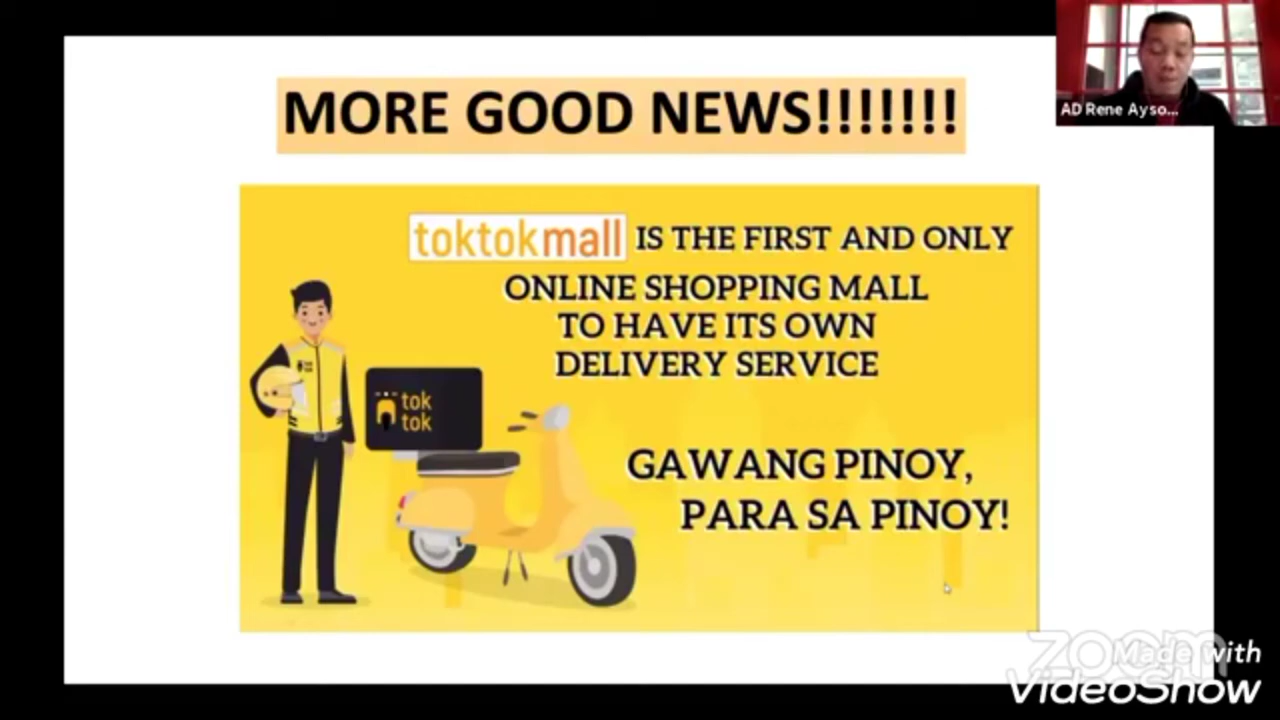 MORE GOOD NEWS!!!!!!!
AD Rene Ayso...
toktokmall IS THE FIRST AND ONLY
ONLINE SHOPPING MALL
TO HAVE ITS OWN
DELIVERY SERVICE
tok
tok
GAWANG PINOY,
PARA SA PINOY!
zoom
Made with
VideoShow